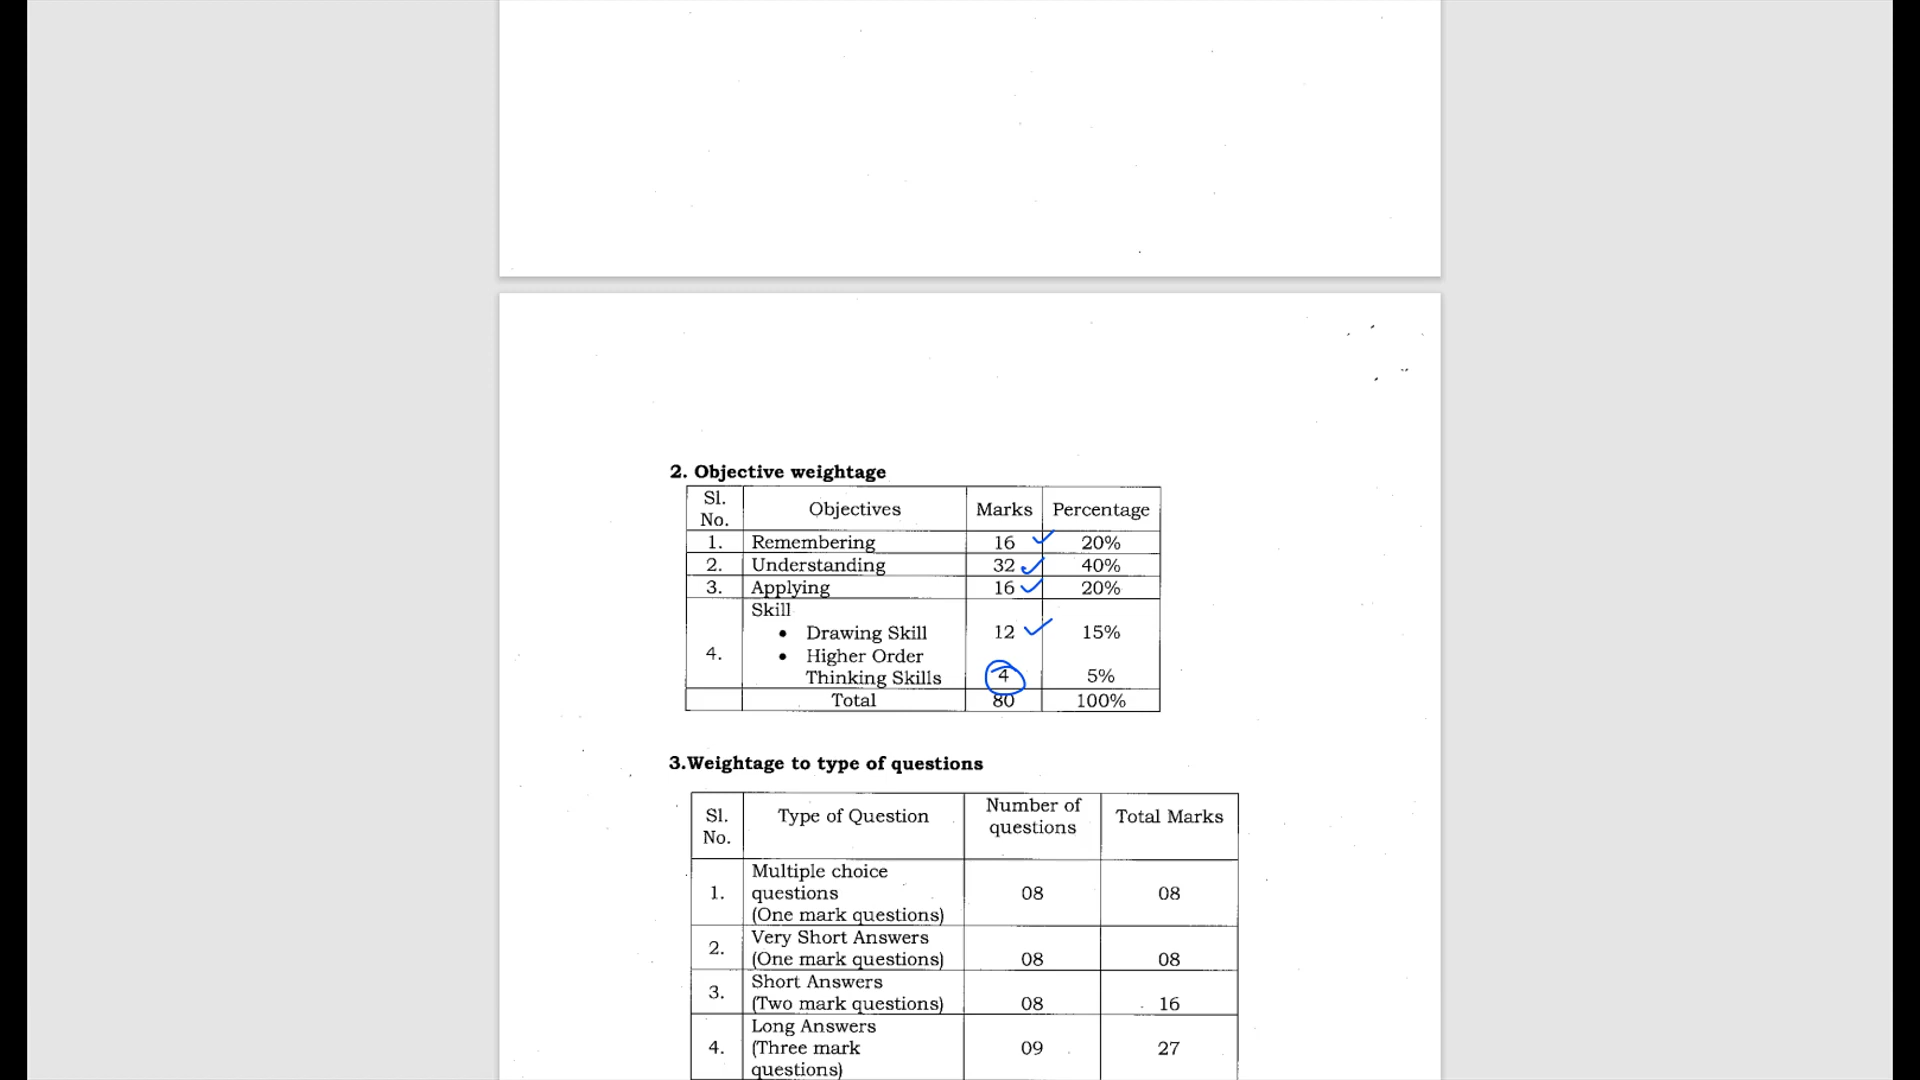 2. Objective weightage
Sl. No. Objectives Marks Percentage
1. Remembering 16 20%
2. Understanding 32 40%
3. Applying 16 20%
4. Skill
• Drawing Skill 12 15%
• Higher Order
Thinking Skills 4 5%
Total 80 100%
3.Weightage to type of questions
Sl. No. Type of Question Number of questions Total Marks
1. Multiple choice
questions 08 08
(One mark questions)
2. Very Short Answers
(One mark questions) 08 08
3. Short Answers
(Two mark questions) 08 16
4. Long Answers
(Three mark 09 27
questions)